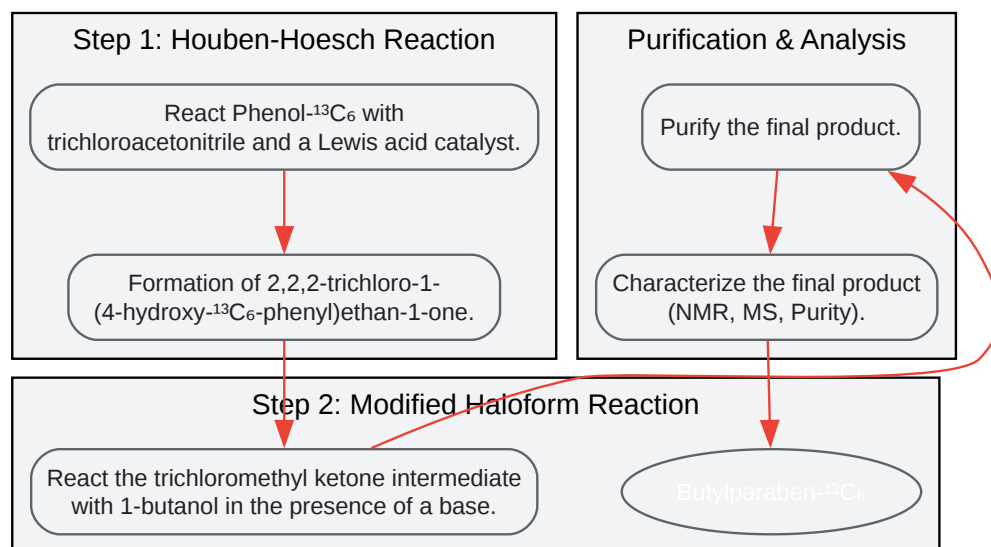 Step 1: Houben-Hoesch Reaction
React Phenol-¹³C₆ with
trichloroacetonitrile and a Lewis acid catalyst.
Formation of 2,2,2-trichloro-1-
(4-hydroxy-¹³C₆-phenyl)ethan-1-one.
Purification & Analysis
Purify the final product.
Characterize the final product
(NMR, MS, Purity).
Step 2: Modified Haloform Reaction
React the trichloromethyl ketone intermediate
with 1-butanol in the presence of a base.
Butylparaben-¹³C₆